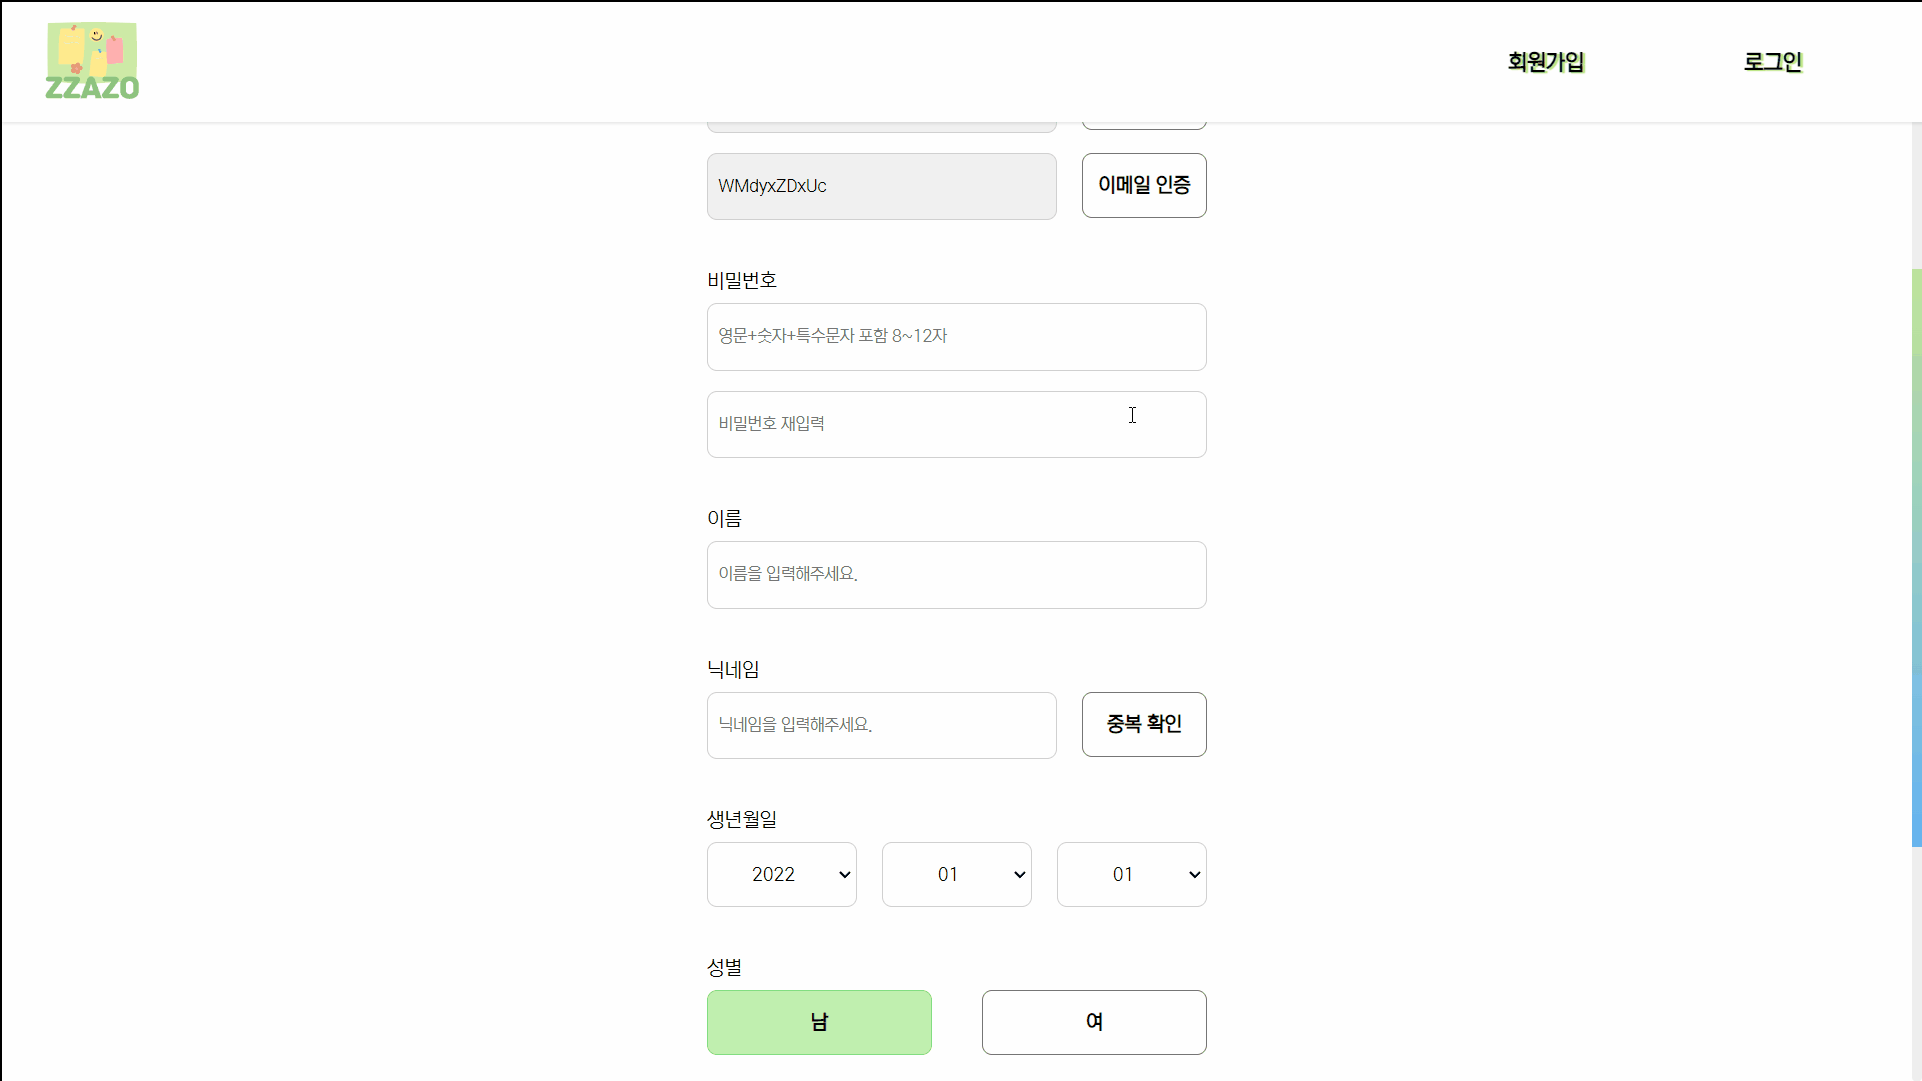 ZZAZO
회원가입
로그인
WMdyxZDxUc
이메일 인증
비밀번호
영문+숫자+특수문자 포함 8~12자
비밀번호 재입력
이름
이름을 입력해주세요.
닉네임
닉네임을 입력해주세요.
중복 확인
생년월일
2022
01
01
성별
남
여